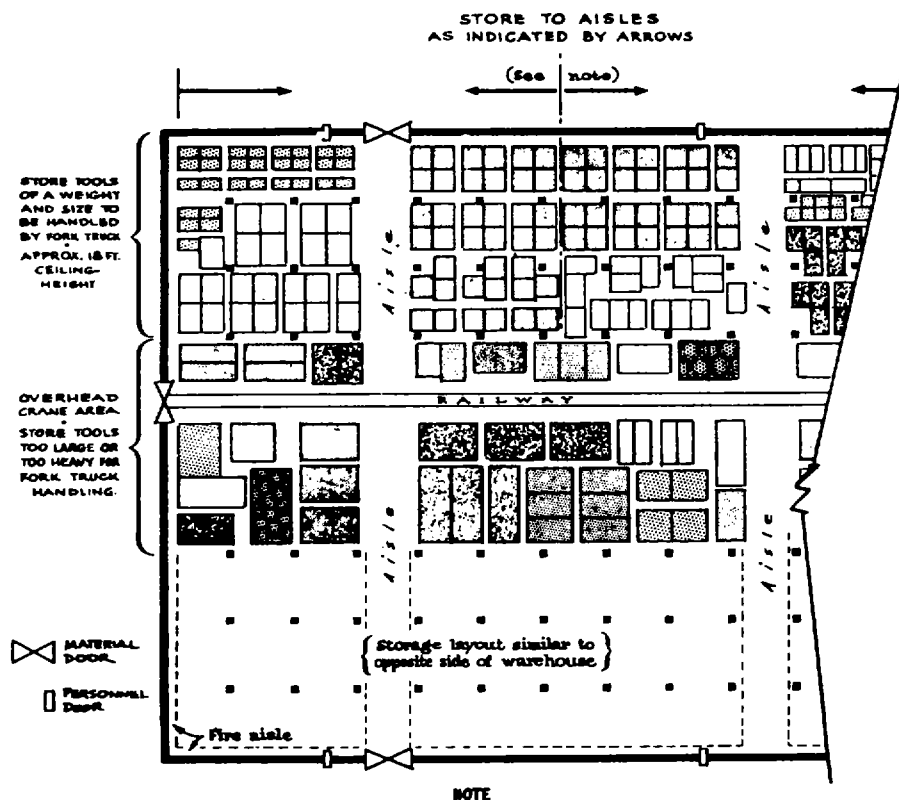 STORE TO AISLES
AS INDICATED BY ARROWS
(See note)
STORE TOOLS
OF A WEIGHT
AND SIZE TO
BE HANDLED
BY FORK TRUCK
•
APPROX. 18 FT.
CEILING-
HEIGHT
Aisle
Aisle
OVERHEAD
CRANE AREA
•
STORE TOOLS
TOO LARGE OR
TOO HEAVY FOR
FORK TRUCK
HANDLING.
RAILWAY
Aisle
Aisle
{Storage layout similar to
opposite side of warehouse}
MATERIAL
DOOR
PERSONNEL
DOOR
Fire aisle
NOTE